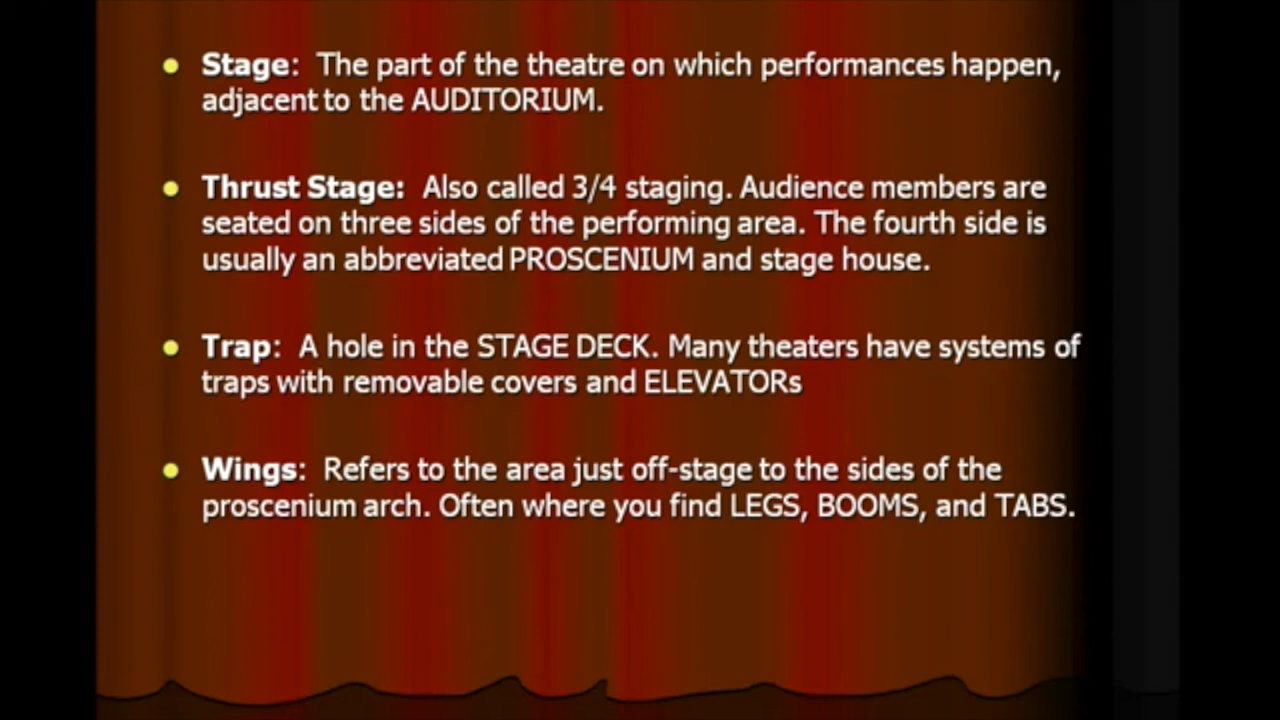 Stage: The part of the theatre on which performances happen,
adjacent to the AUDITORIUM.
Thrust Stage: Also called 3/4 staging. Audience members are
seated on three sides of the performing area. The fourth side is
usually an abbreviated PROSCENIUM and stage house.
Trap: A hole in the STAGE DECK. Many theaters have systems of
traps with removable covers and ELEVATORs
Wings: Refers to the area just off-stage to the sides of the
proscenium arch. Often where you find LEGS, BOOMS, and TABS.